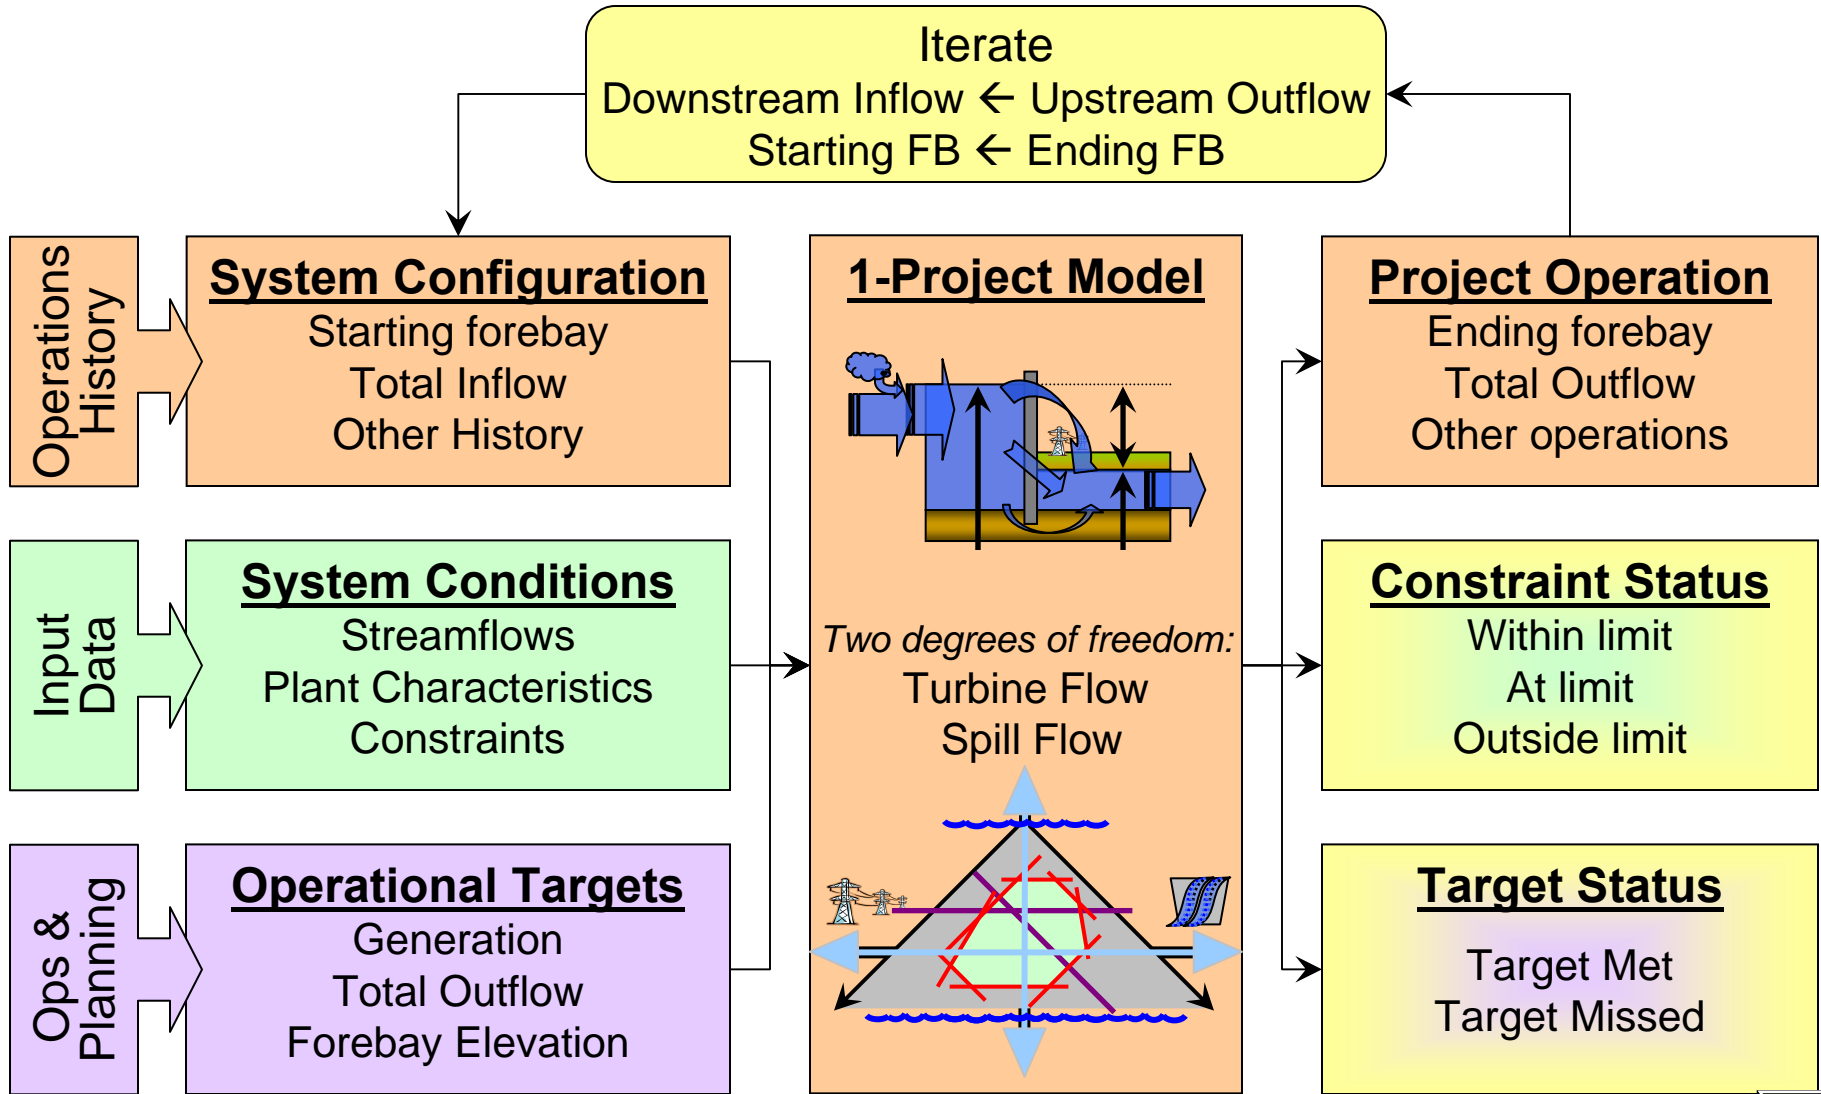 Iterate
Downstream Inflow ← Upstream Outflow
Starting FB ← Ending FB
Operations
History
System Configuration
Starting forebay
Total Inflow
Other History
1-Project Model
Two degrees of freedom:
Turbine Flow
Spill Flow
Project Operation
Ending forebay
Total Outflow
Other operations
Input
Data
System Conditions
Streamflows
Plant Characteristics
Constraints
Constraint Status
Within limit
At limit
Outside limit
Ops &
Planning
Operational Targets
Generation
Total Outflow
Forebay Elevation
Target Status
Target Met
Target Missed